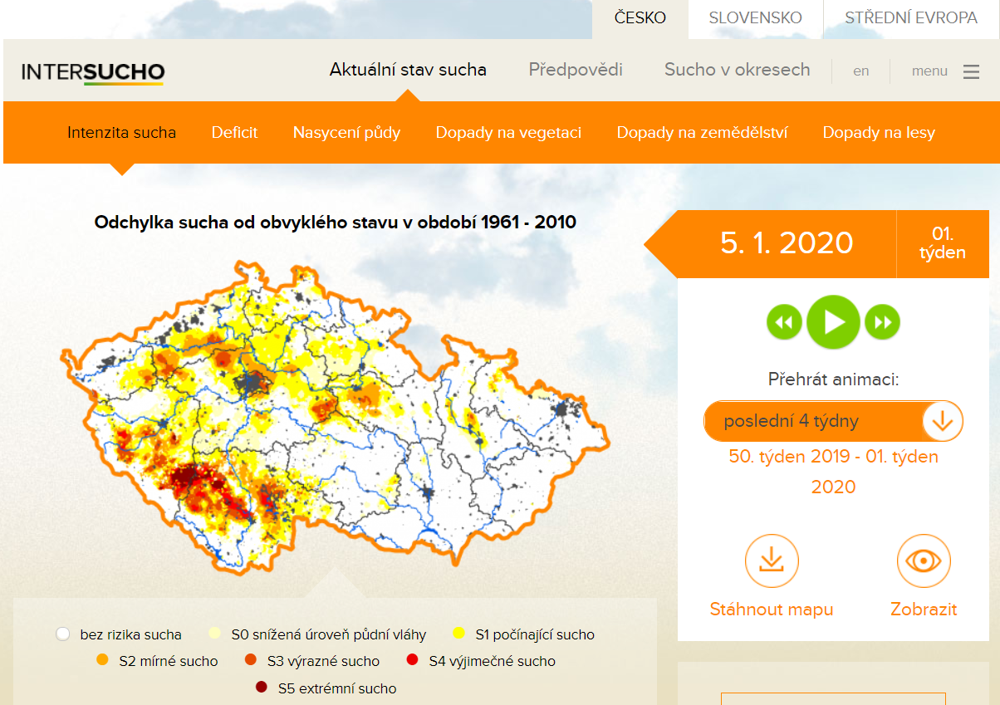 ČESKO
SLOVENSKO
STŘEDNÍ EVROPA
INTERSUCHO
Aktuální stav sucha
Předpovědi
Sucho v okresech
en
menu
Intenzita sucha
Deficit
Nasycení půdy
Dopady na vegetaci
Dopady na zemědělství
Dopady na lesy
Odchylka sucha od obvyklého stavu v období 1961 - 2010
5. 1. 2020
01.
týden
Přehrát animaci:
poslední 4 týdny
50. týden 2019 - 01. týden
2020
Stáhnout mapu
Zobrazit
bez rizika sucha
S0 snížená úroveň půdní vláhy
S1 počínající sucho
S2 mírné sucho
S3 výrazné sucho
S4 výjimečné sucho
S5 extrémní sucho